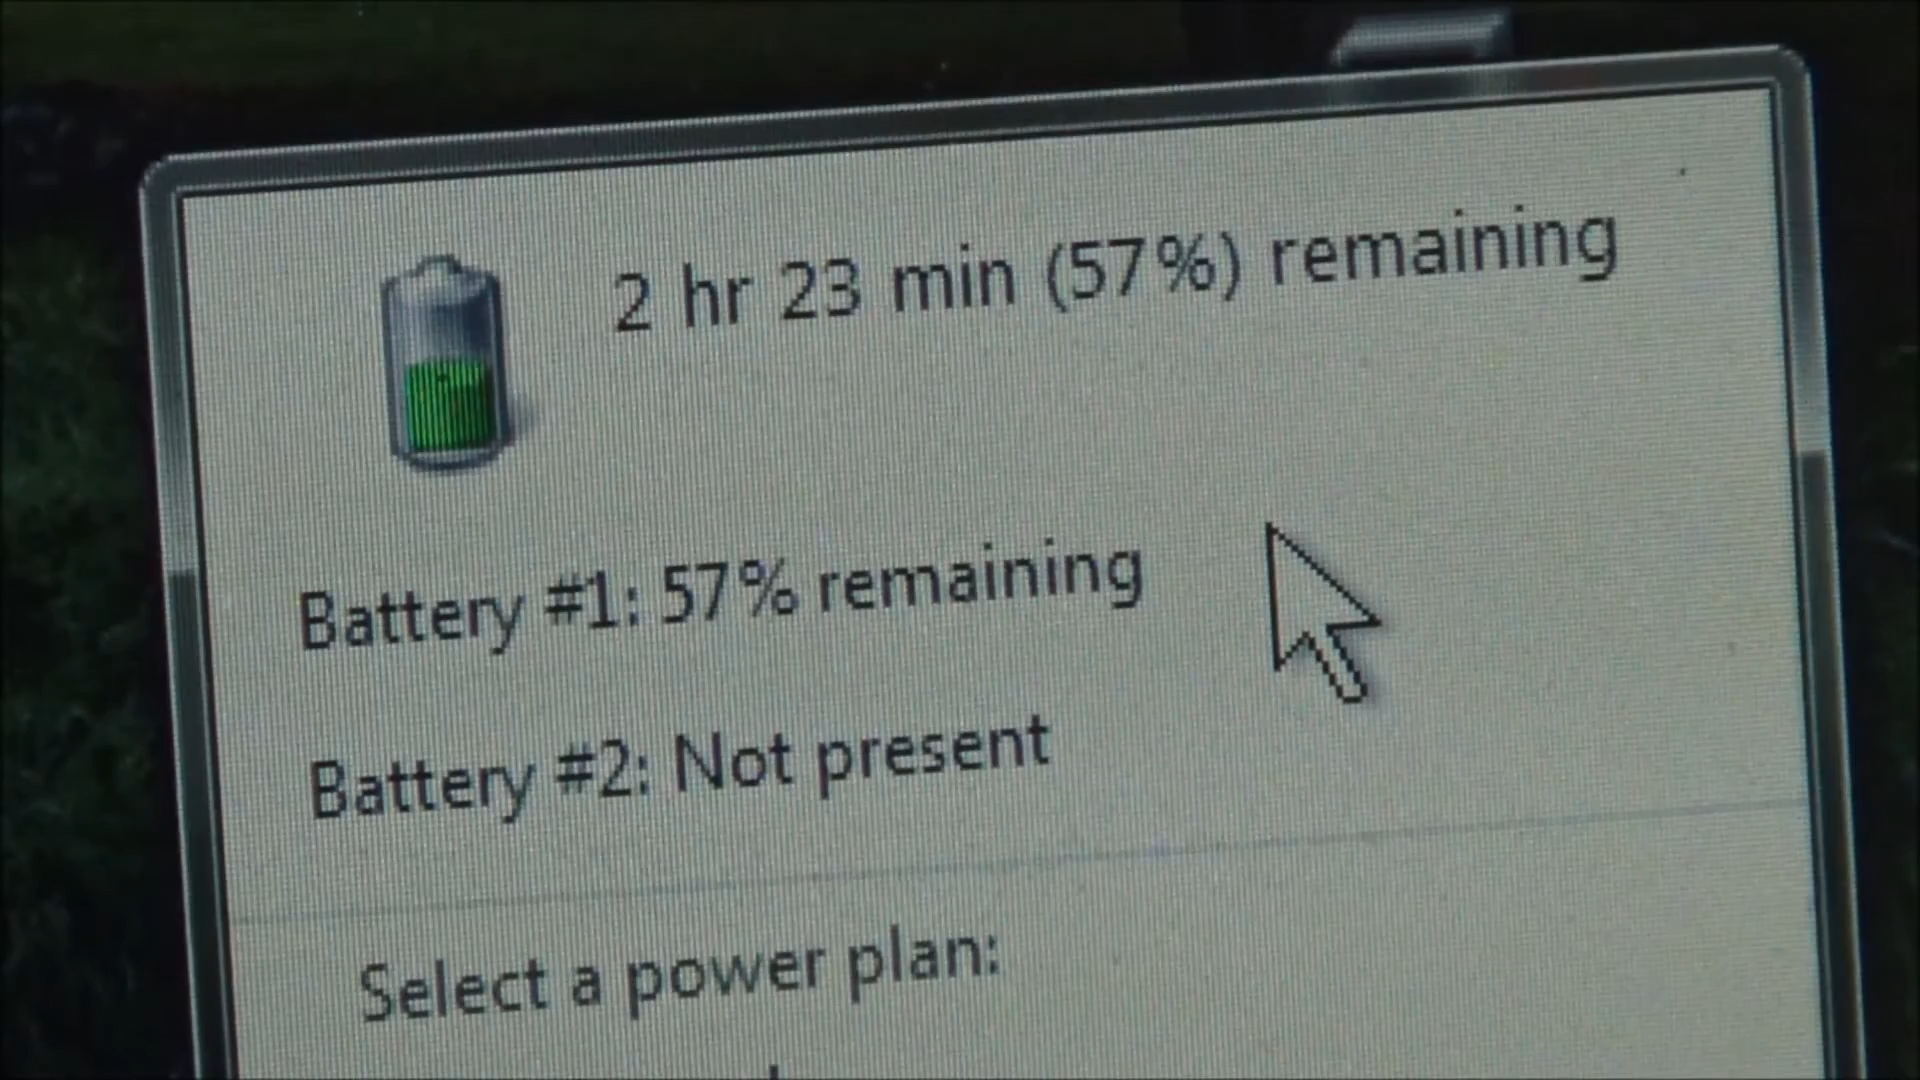 2 hr 23 min (57%) remaining
Battery #1: 57% remaining
Battery #2: Not present
Select a power plan: